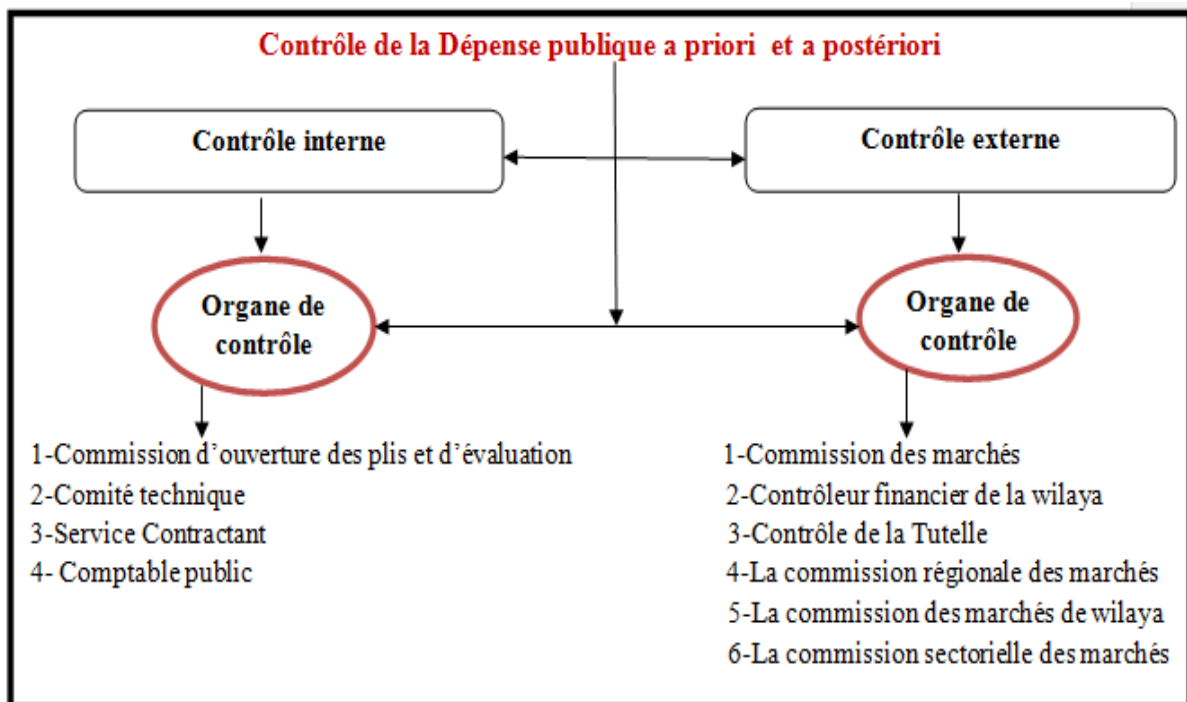 Contrôle de la Dépense publique a priori et a postériori
Contrôle interne
Contrôle externe
Organe de
contrôle
Organe de
contrôle
1-Commission d'ouverture des plis et d'évaluation
2-Comité technique
3-Service Contractant
4- Comptable public
1-Commission des marchés
2-Contrôleur financier de la wilaya
3-Contrôle de la Tutelle
4-La commission régionale des marchés
5-La commission des marchés de wilaya
6-La commission sectorielle des marchés